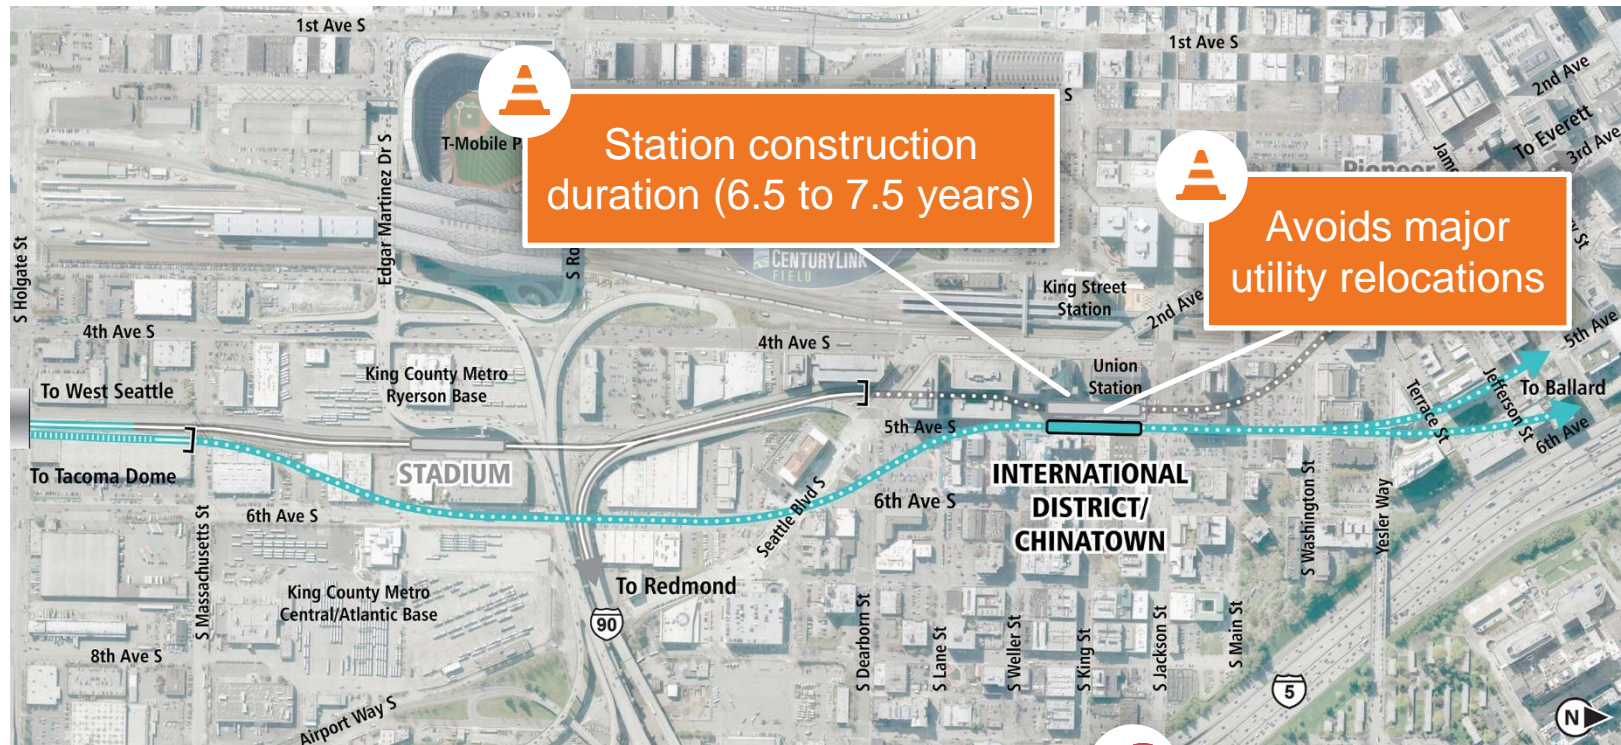 1st Ave S
1st Ave S
2nd Ave
To Everett
3rd Ave
S
Station construction
duration (6.5 to 7.5 years)
T-Mobile P
Pioneer
Avoids major
utility relocations
Edgar Martinez Dr S
S Holgate St
CENTURYLINK
FIELD
King Street
Station
2nd Ave
4th Ave S
4th Ave S
5th Ave
King County Metro
Ryerson Base
Union
Station
To West Seattle
To Ballard
Terrace St
Jefferson St
6th Ave
5th Ave S
STADIUM
To Tacoma Dome
INTERNATIONAL
DISTRICT/
CHINATOWN
6th Ave S
6th Ave S
Seattle Blvd S
S Washington St
Yesler Way
S Massachusetts St
To Redmond
King County Metro
Central/Atlantic Base
90
8th Ave S
S Dearborn St
S Lane St
S Weller St
S King St
S Jackson St
S Main St
5
Airport Way S
N